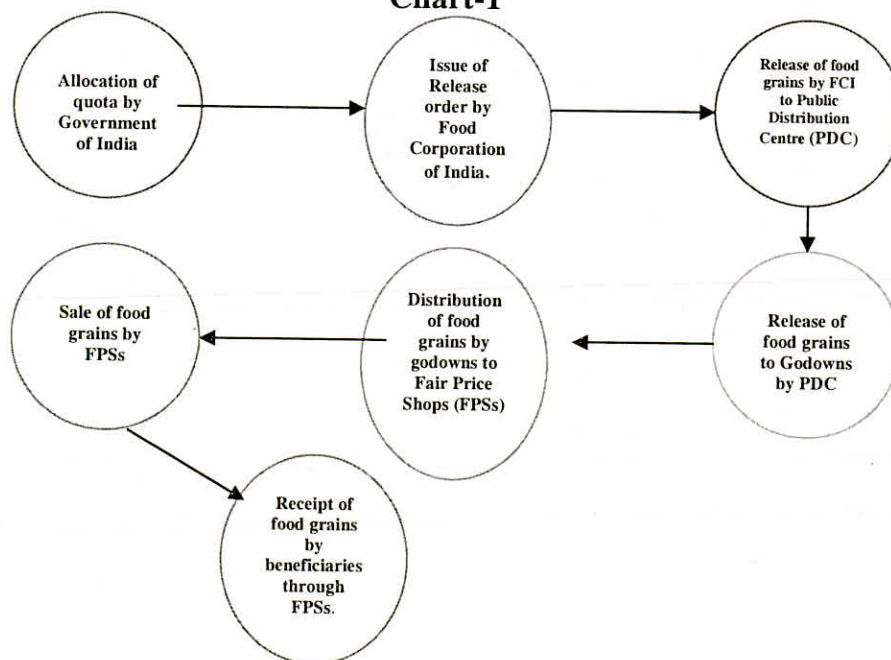 Chart-1
Allocation of
quota by
Government
of India
Issue of
Release
order by
Food
Corporation
of India.
Release of food
grains by FCI
to Public
Distribution
Centre (PDC)
Release of
food grains
to Godowns
by PDC
Distribution
of food
grains by
godowns to
Fair Price
Shops (FPSs)
Sale of food
grains by
FPSs
Receipt of
food grains
by
beneficiaries
through
FPSs.